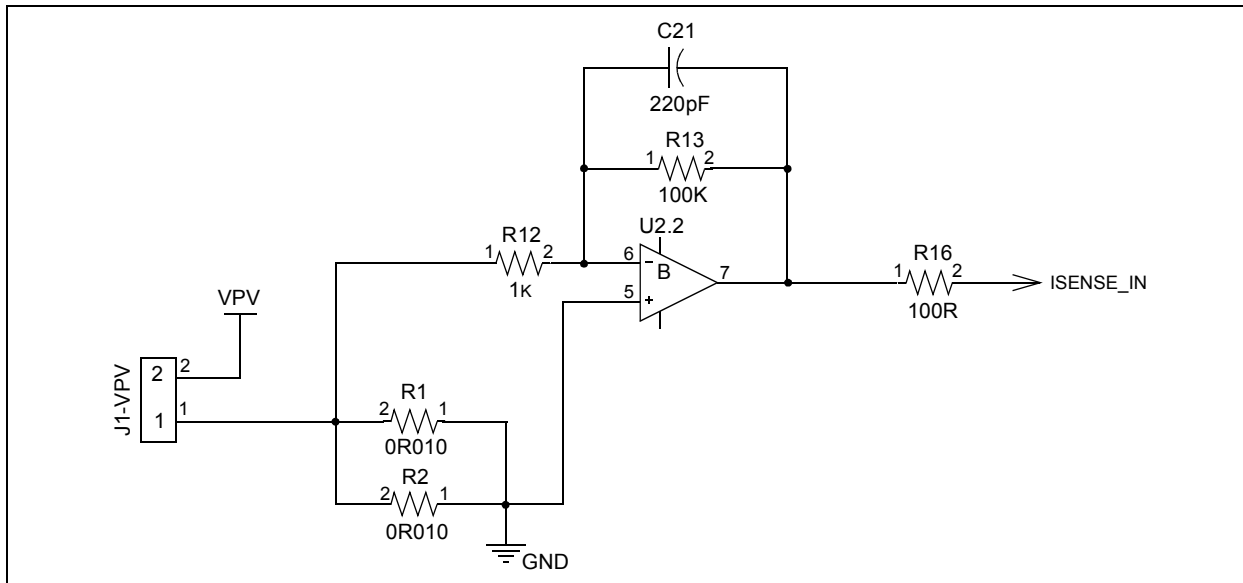 C21
220pF
R13
1 2
100K
U2.2
R12
1 2
1K
6 -
B
5 +
7
R16
1 2
100R
ISENSE_IN
VPV
J1-VPV
2 2
1 1
R1
2 1
0R010
R2
2 1
0R010
GND